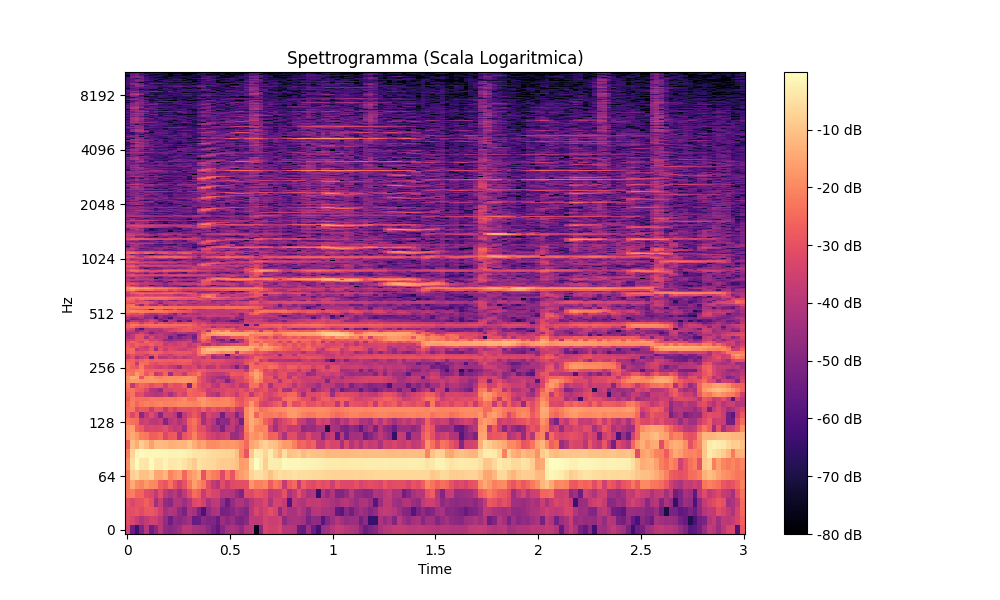 Spettrogramma (Scala Logaritmica)
8192
4096
2048
1024
512
256
128
64
0
Hz
0
0.5
1
1.5
2
2.5
3
Time
-10 dB
-20 dB
-30 dB
-40 dB
-50 dB
-60 dB
-70 dB
-80 dB